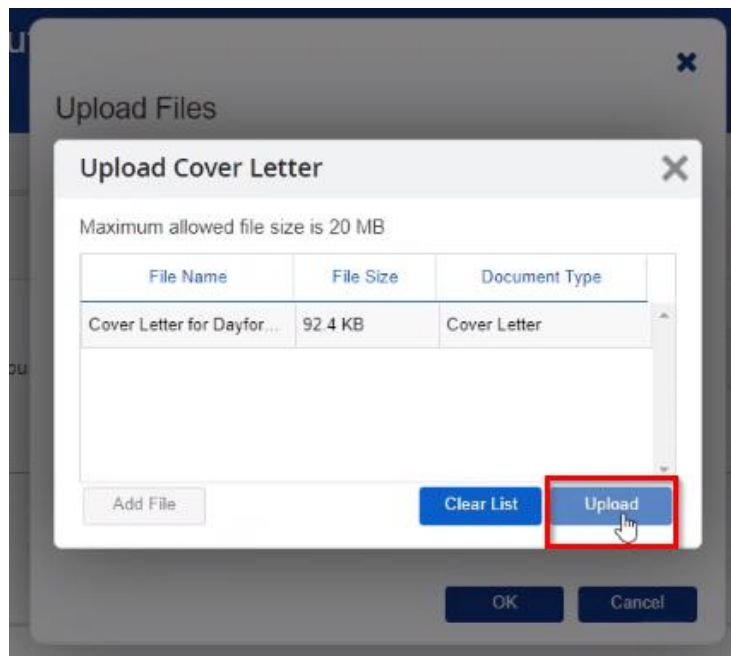 Upload Files
Upload Cover Letter
Maximum allowed file size is 20 MB
File Name File Size Document Type
Cover Letter for Dayfor... 92.4 KB Cover Letter
Add File Clear List Upload
OK Cancel